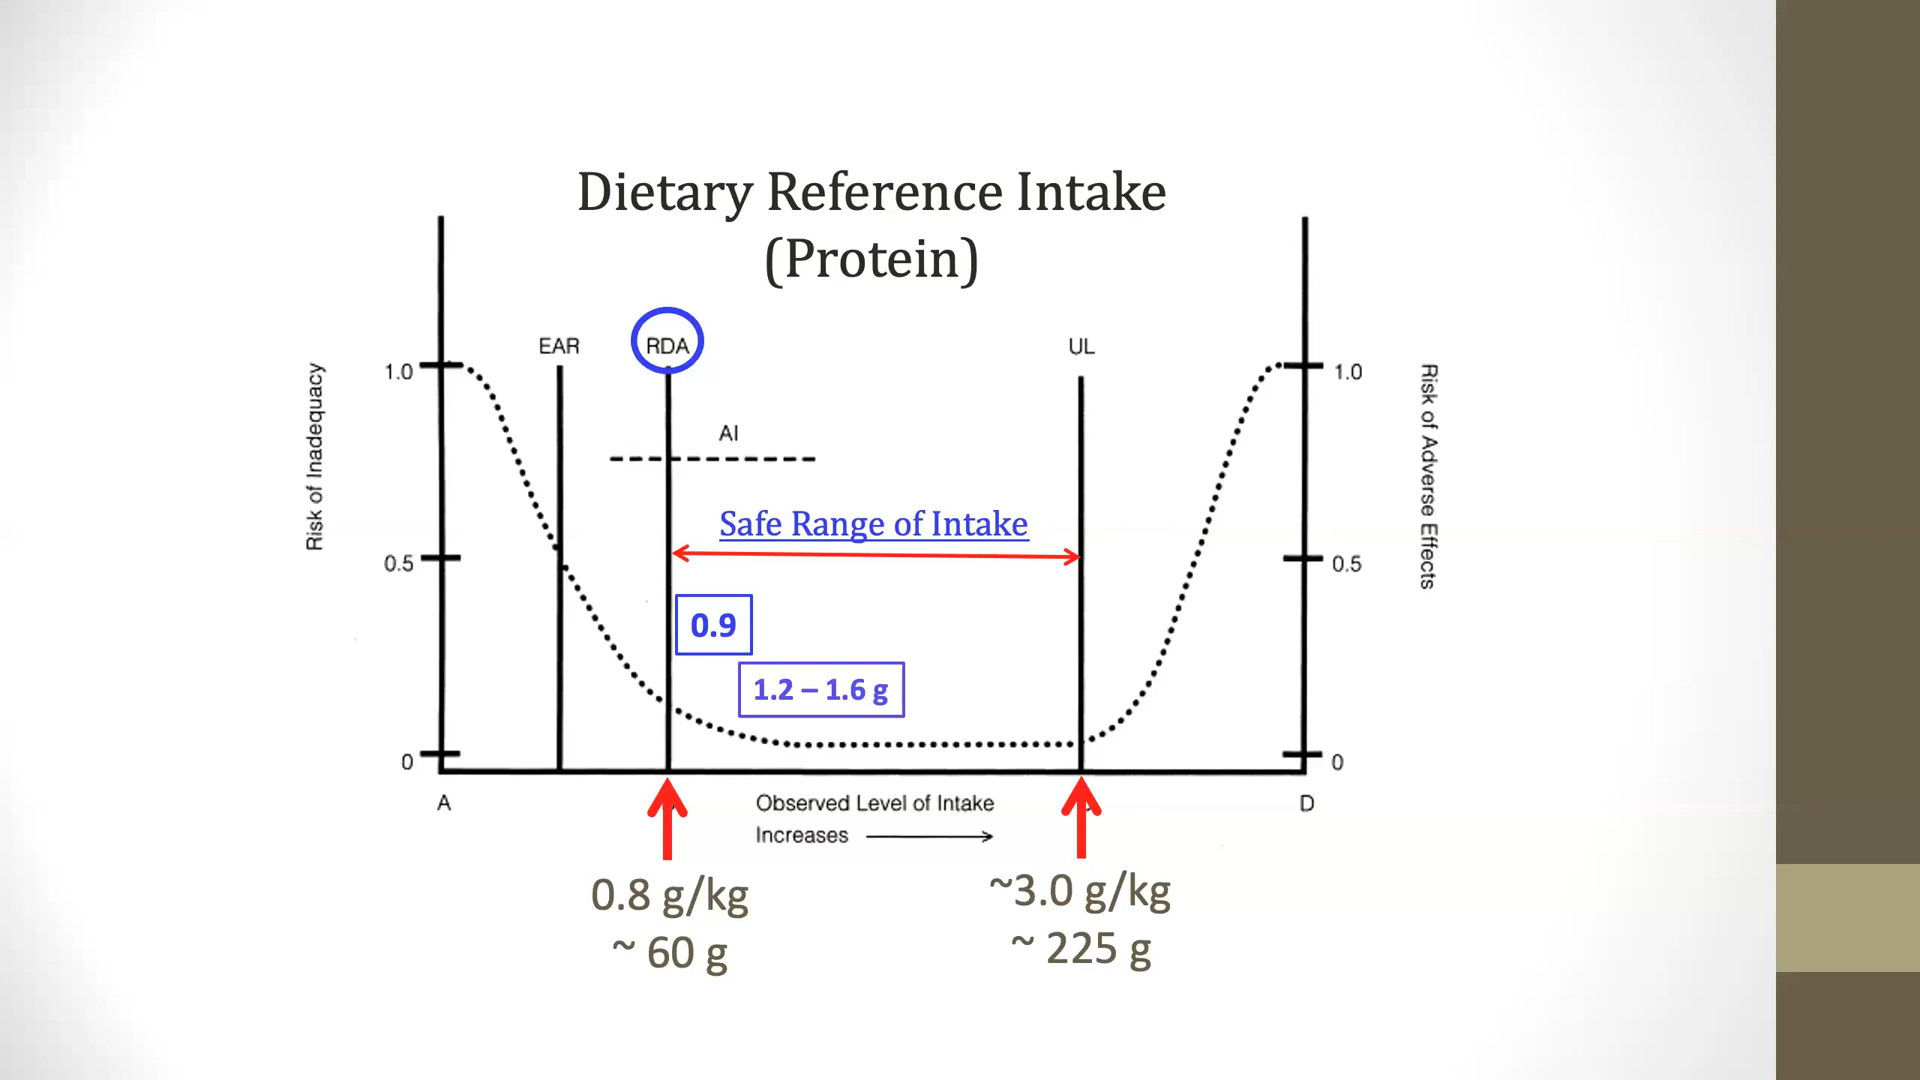 Dietary Reference Intake
(Protein)
EAR
RDA
UL
1.0
1.0
AI
Risk of Inadequacy
Risk of Adverse Effects
Safe Range of Intake
0.5
0.5
0.9
1.2 – 1.6 g
0
0
A
Observed Level of Intake
D
Increases
0.8 g/kg
~3.0 g/kg
~ 60 g
~ 225 g